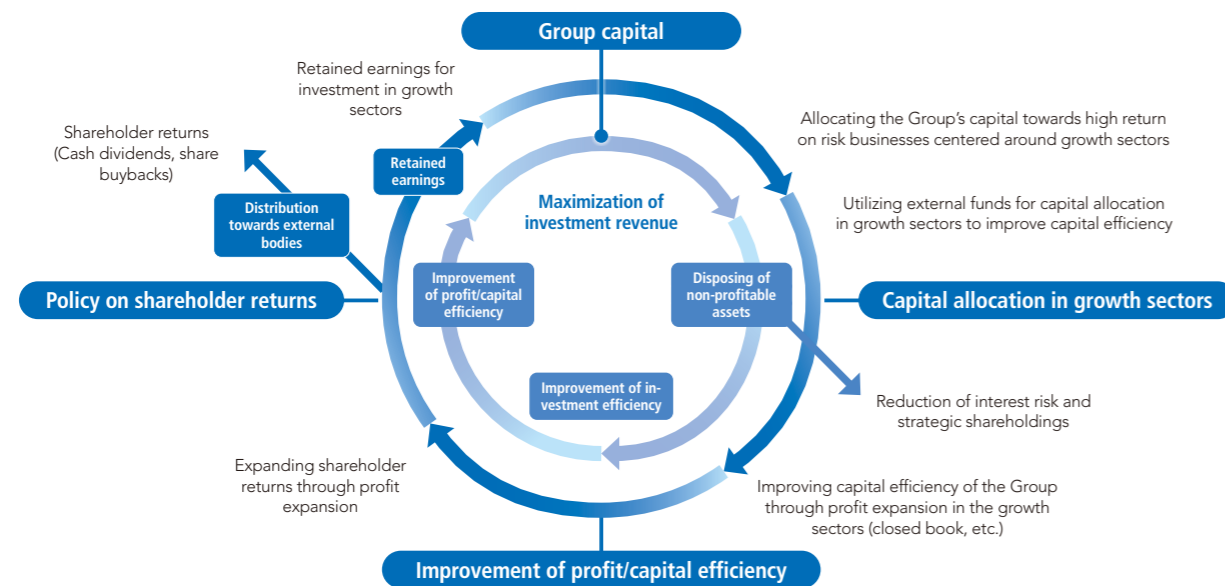 Group capital
Retained earnings for
investment in growth
sectors
Shareholder returns
(Cash dividends, share
buybacks)
Allocating the Group's capital towards high return
on risk businesses centered around growth sectors
Retained
earnings
Distribution
towards external
bodies
Maximization of
investment revenue
Utilizing external funds for capital allocation
in growth sectors to improve capital efficiency
Improvement
of profit/capital
efficiency
Disposing of
non-profitable
assets
Policy on shareholder returns
Capital allocation in growth sectors
Improvement of in-
vestment efficiency
Reduction of interest risk and
strategic shareholdings
Expanding shareholder
returns through profit
expansion
Improving capital efficiency of the Group
through profit expansion in the growth
sectors (closed book, etc.)
Improvement of profit/capital efficiency